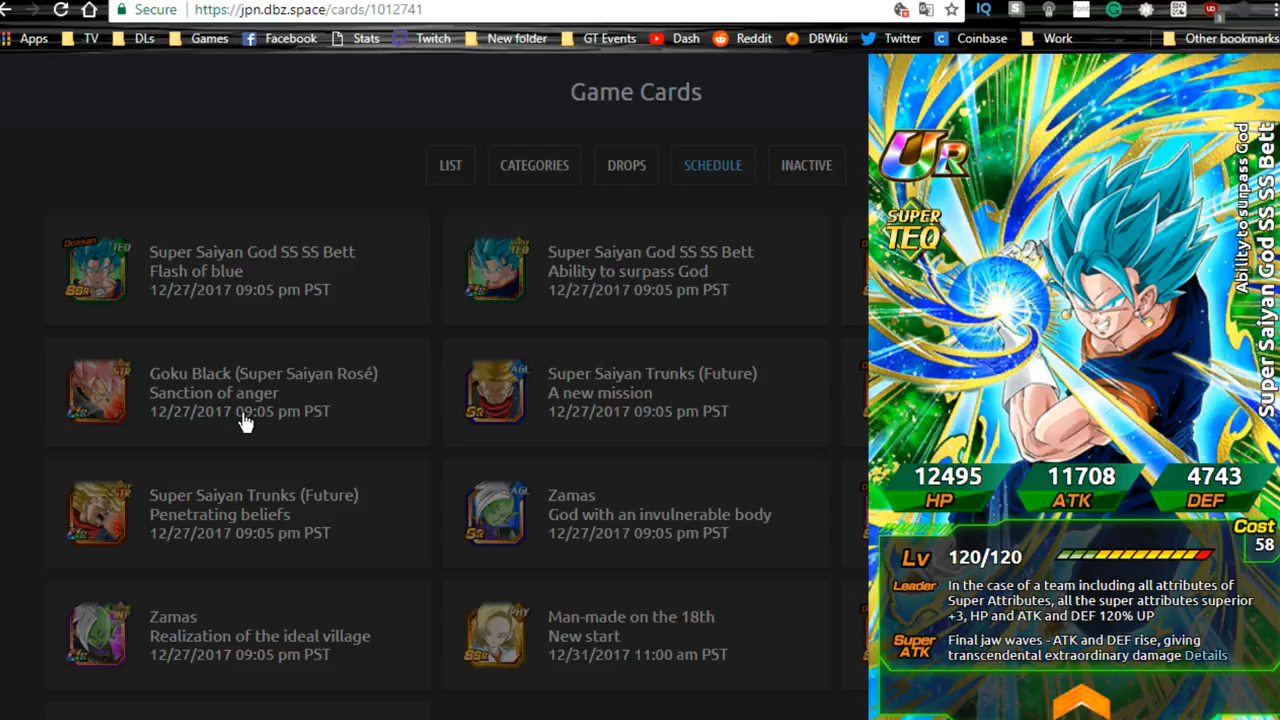 Secure https://jpn.dbz.space/cards/1012741
Apps TV DLs Games Facebook Stats Twitch New folder GT Events Dash Reddit DBWiki Twitter Coinbase Work Other bookmarks
Game Cards
LIST CATEGORIES DROPS SCHEDULE INACTIVE
Super Saiyan God SS SS Bett
Flash of blue
12/27/2017 09:05 pm PST
Super Saiyan God SS SS Bett
Ability to surpass God
12/27/2017 09:05 pm PST
Goku Black (Super Saiyan Rosé)
Sanction of anger
12/27/2017 09:05 pm PST
Super Saiyan Trunks (Future)
A new mission
12/27/2017 09:05 pm PST
Super Saiyan Trunks (Future)
Penetrating beliefs
12/27/2017 09:05 pm PST
Zamas
God with an invulnerable body
12/27/2017 09:05 pm PST
Zamas
Realization of the ideal village
12/27/2017 09:05 pm PST
Man-made on the 18th
New start
12/31/2017 11:00 am PST
UR
SUPER
TEQ
Ability to surpass God
Super Saiyan God SS SS Bett
12495 11708 4743
HP ATK DEF
Cost
58
Lv 120/120
Leader In the case of a team including all attributes of
Super Attributes, all the super attributes superior
+3, HP and ATK and DEF 120% UP
Super ATK Final jaw waves - ATK and DEF rise, giving
transcendental extraordinary damage Details